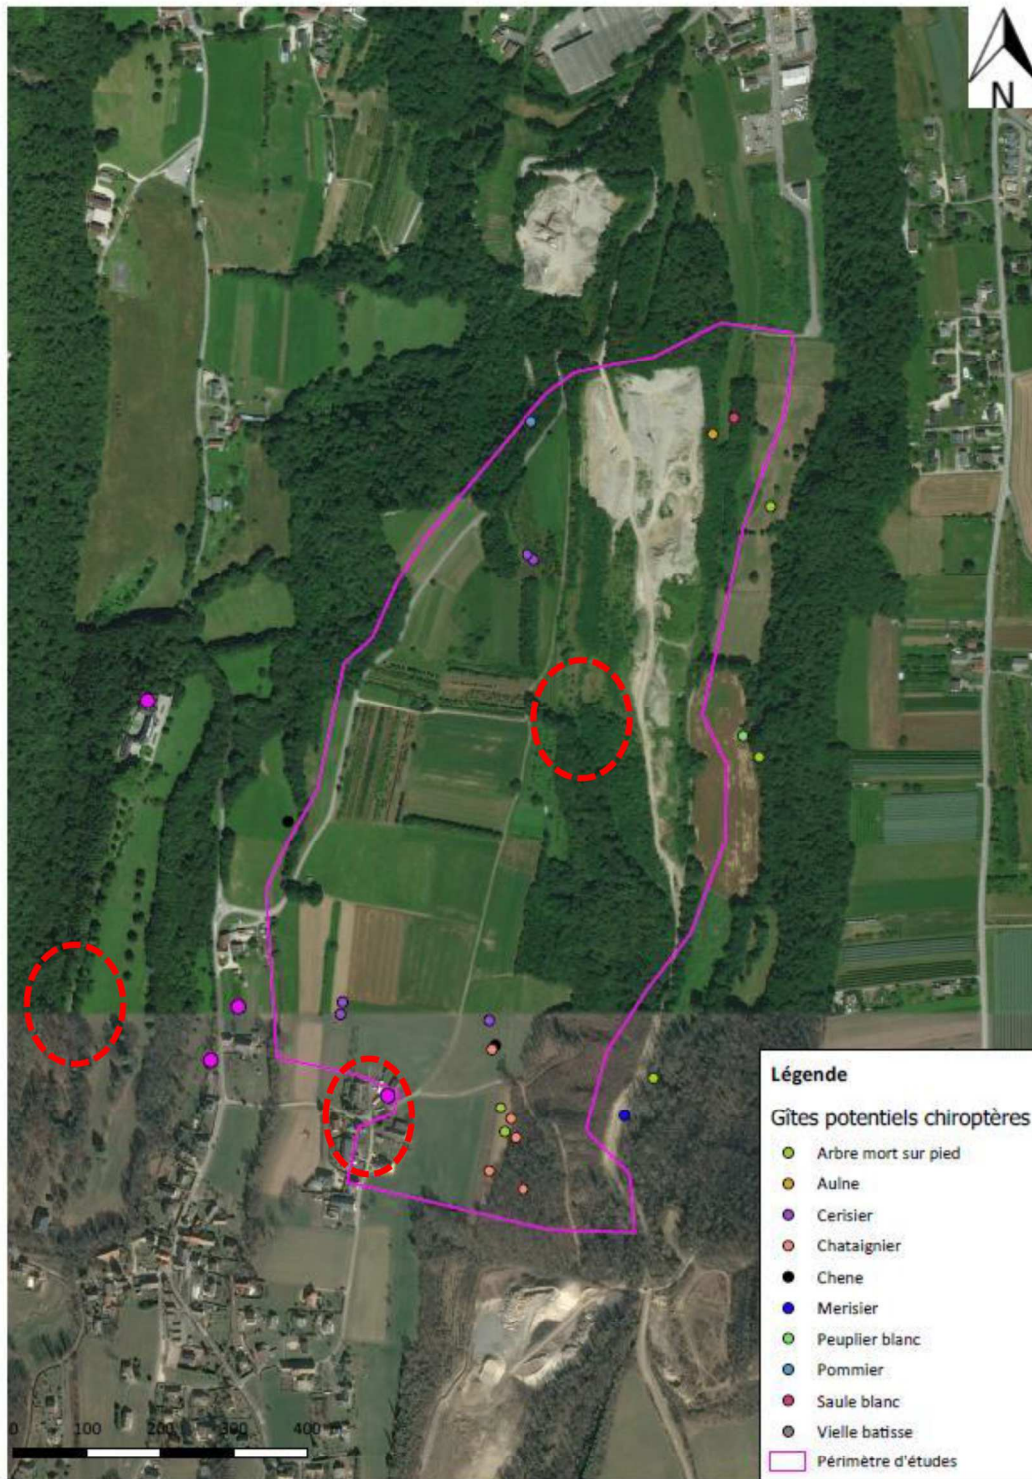 N
Légende
Gîtes potentiels chiroptères
Arbre mort sur pied
Aulne
Cerisier
Chataignier
Chene
Merisier
Peuplier blanc
Pommier
Saule blanc
Vielle batisse
Périmètre d'études
0 100 200 300 400 m